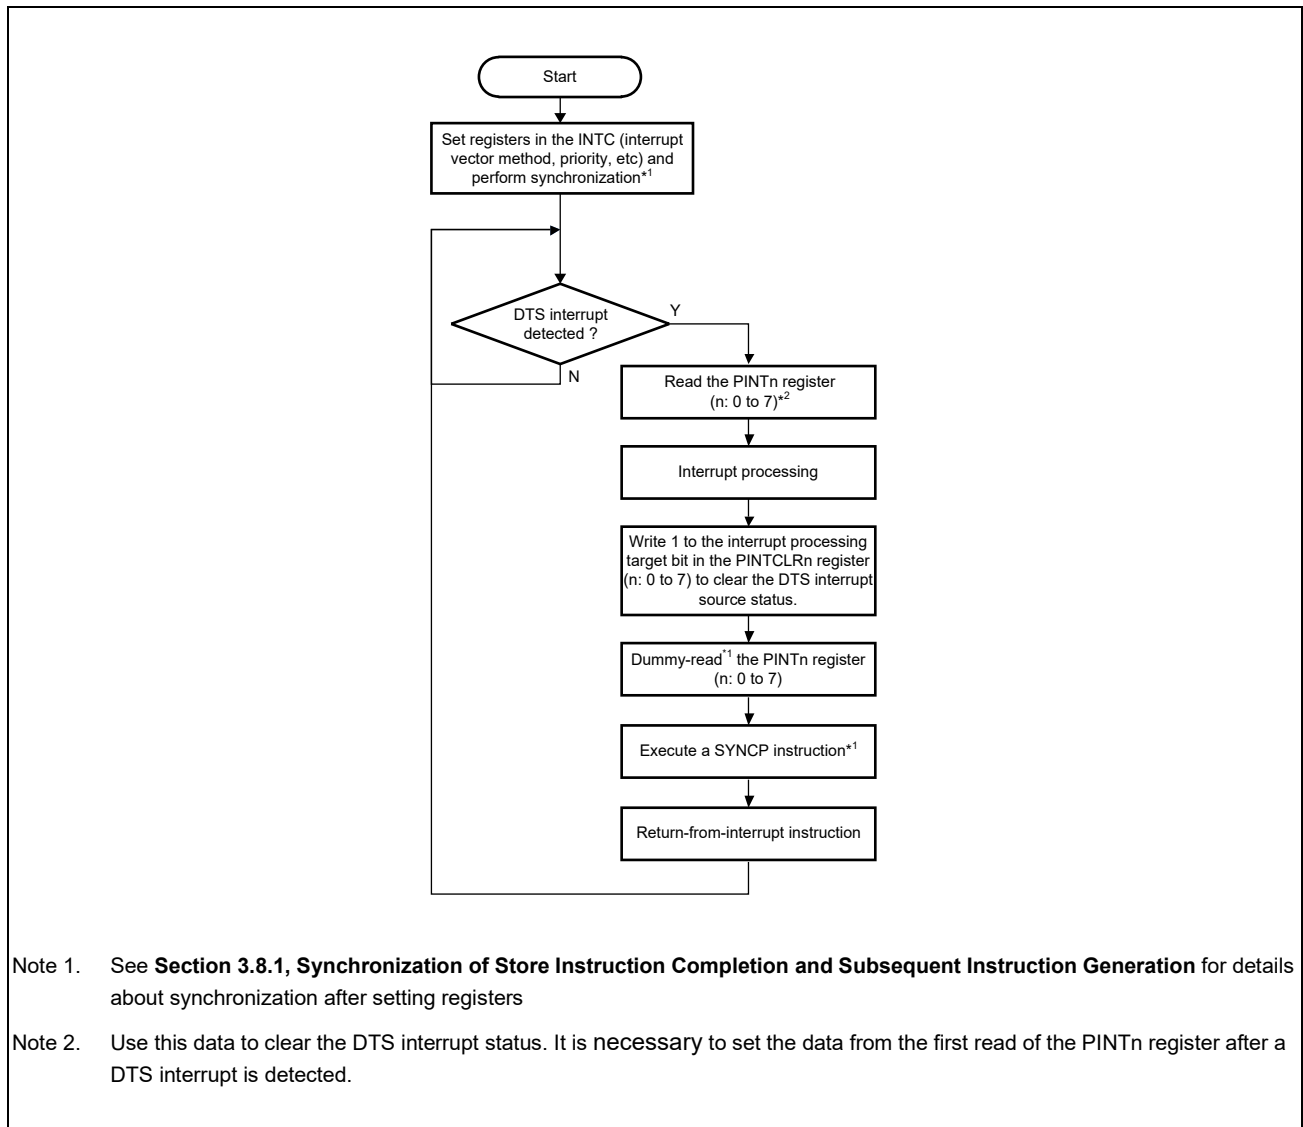 Start
Set registers in the INTC (interrupt
vector method, priority, etc) and
perform synchronization*1
DTS interrupt
detected ?
Y
N
Read the PINTn register
(n: 0 to 7)*2
Interrupt processing
Write 1 to the interrupt processing
target bit in the PINTCLRn register
(n: 0 to 7) to clear the DTS interrupt
source status.
Dummy-read*1 the PINTn register
(n: 0 to 7)
Execute a SYNCP instruction*1
Return-from-interrupt instruction
Note 1. See Section 3.8.1, Synchronization of Store Instruction Completion and Subsequent Instruction Generation for details
about synchronization after setting registers
Note 2. Use this data to clear the DTS interrupt status. It is necessary to set the data from the first read of the PINTn register after a
DTS interrupt is detected.